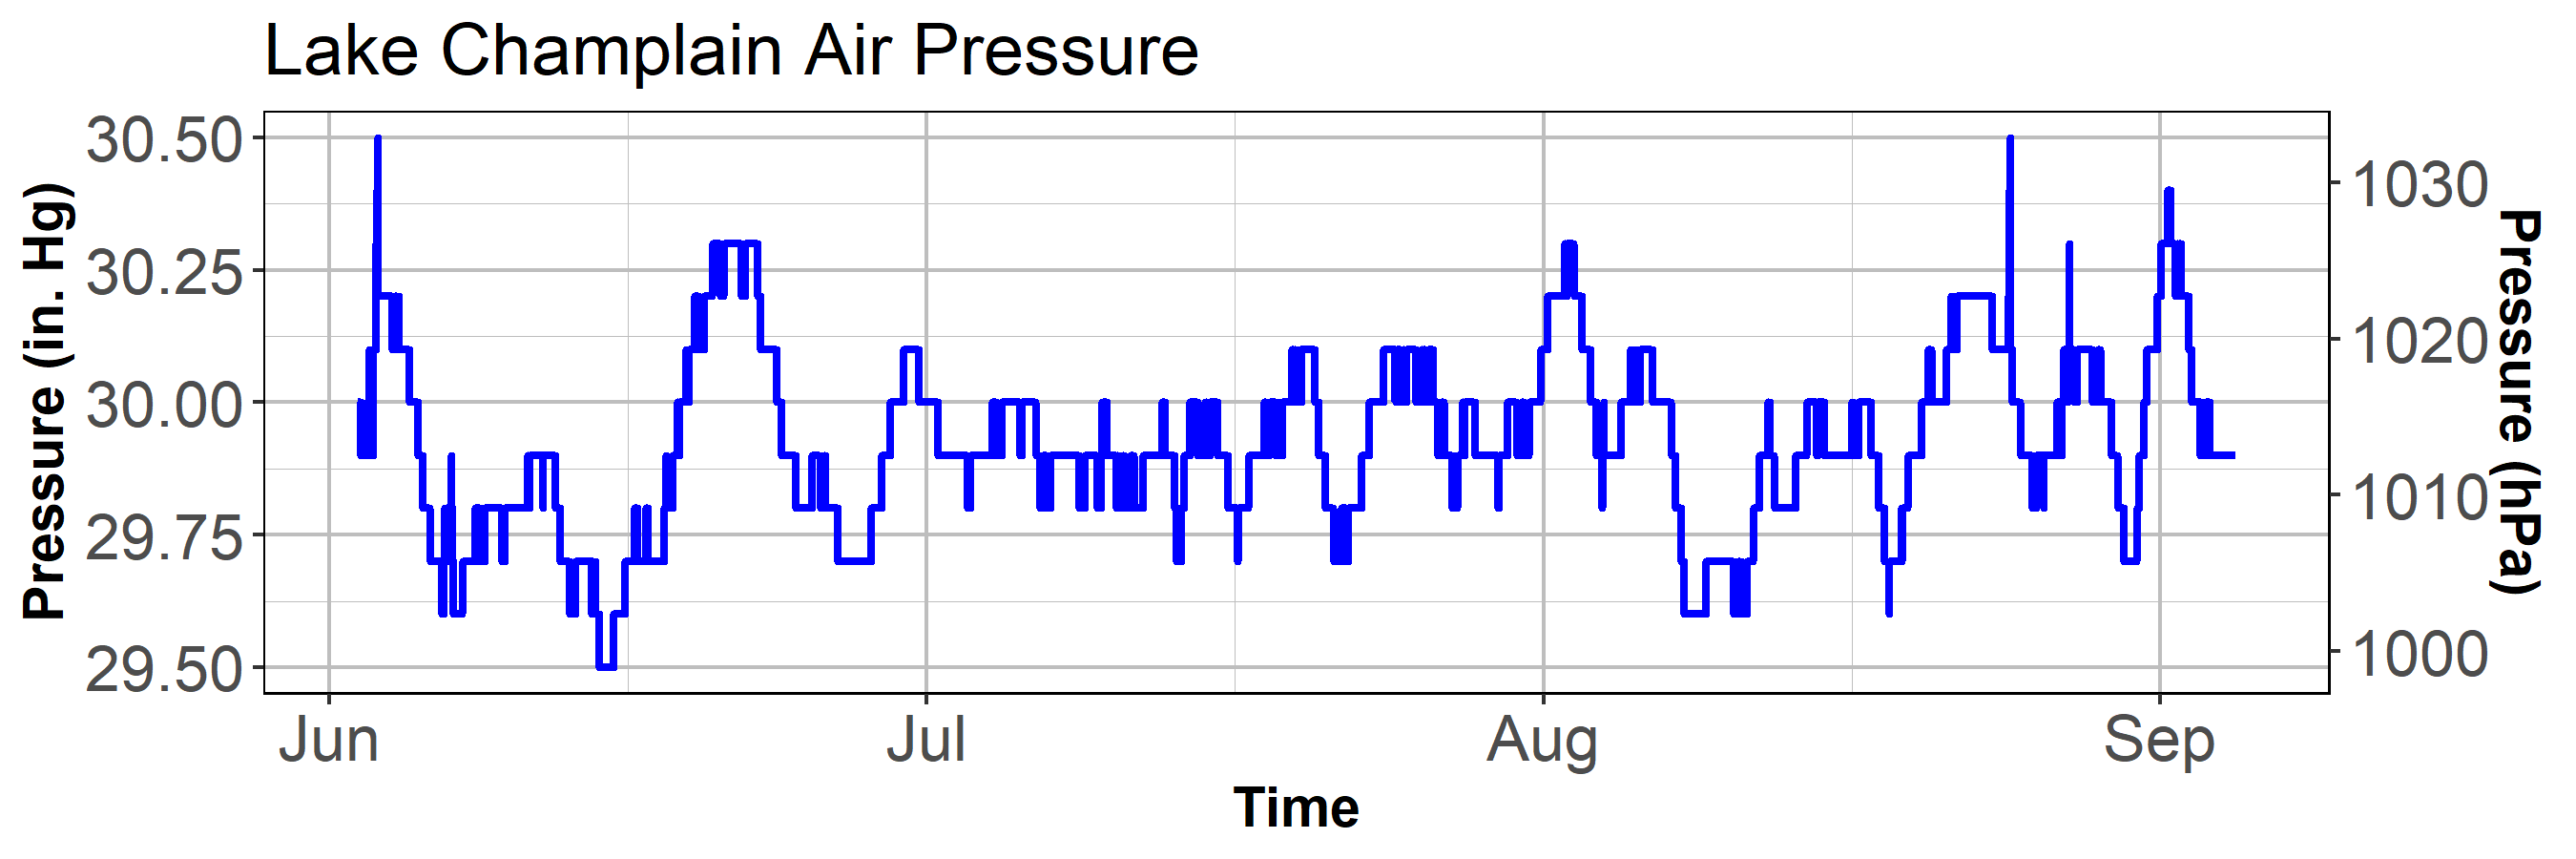 Lake Champlain Air Pressure
Pressure (in. Hg)
30.50
30.25
30.00
29.75
29.50
1030
1020
1010
1000
Pressure (hPa)
Jun Jul Aug Sep
Time